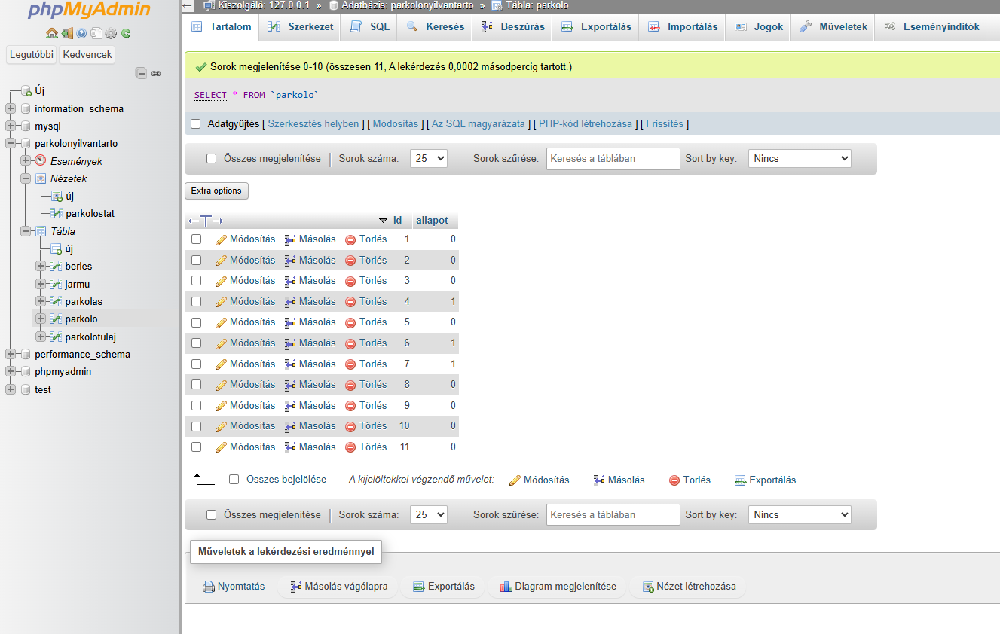 phpMyAdmin
Legutóbbi Kedvencek
Új
information_schema
mysql
parkolonyilvantarto
Események
Nézetek
új
parkolostat
Tábla
új
berles
jarmu
parkolas
parkolo
parkolotulaj
performance_schema
phpmyadmin
test
Kiszolgáló: 127.0.0.1 » Adatbázis: parkolonyilvantarto » Tábla: parkolo
Tartalom Szerkezet SQL Keresés Beszúrás Exportálás Importálás Jogok Műveletek Eseményindítók
Sorok megjelenítése 0-10 (összesen 11, A lekérdezés 0,0002 másodpercig tartott.)
SELECT * FROM `parkolo`
Adatgyűjtés [ Szerkesztés helyben ] [ Módosítás ] [ Az SQL magyarázata ] [ PHP-kód létrehozása ] [ Frissítés ]
Összes megjelenítése | Sorok száma: 25 Sorok szűrése: Keresés a táblában Sort by key: Nincs
Extra options
←T→ id allapot
Módosítás Másolás Törlés 1 0
Módosítás Másolás Törlés 2 0
Módosítás Másolás Törlés 3 0
Módosítás Másolás Törlés 4 1
Módosítás Másolás Törlés 5 0
Módosítás Másolás Törlés 6 1
Módosítás Másolás Törlés 7 1
Módosítás Másolás Törlés 8 0
Módosítás Másolás Törlés 9 0
Módosítás Másolás Törlés 10 0
Módosítás Másolás Törlés 11 0
Összes bejelölése A kijelöltekkel végzendő művelet: Módosítás Másolás Törlés Exportálás
Összes megjelenítése | Sorok száma: 25 Sorok szűrése: Keresés a táblában Sort by key: Nincs
Műveletek a lekérdezési eredménnyel
Nyomtatás Másolás vágólapra Exportálás Diagram megjelenítése Nézet létrehozása